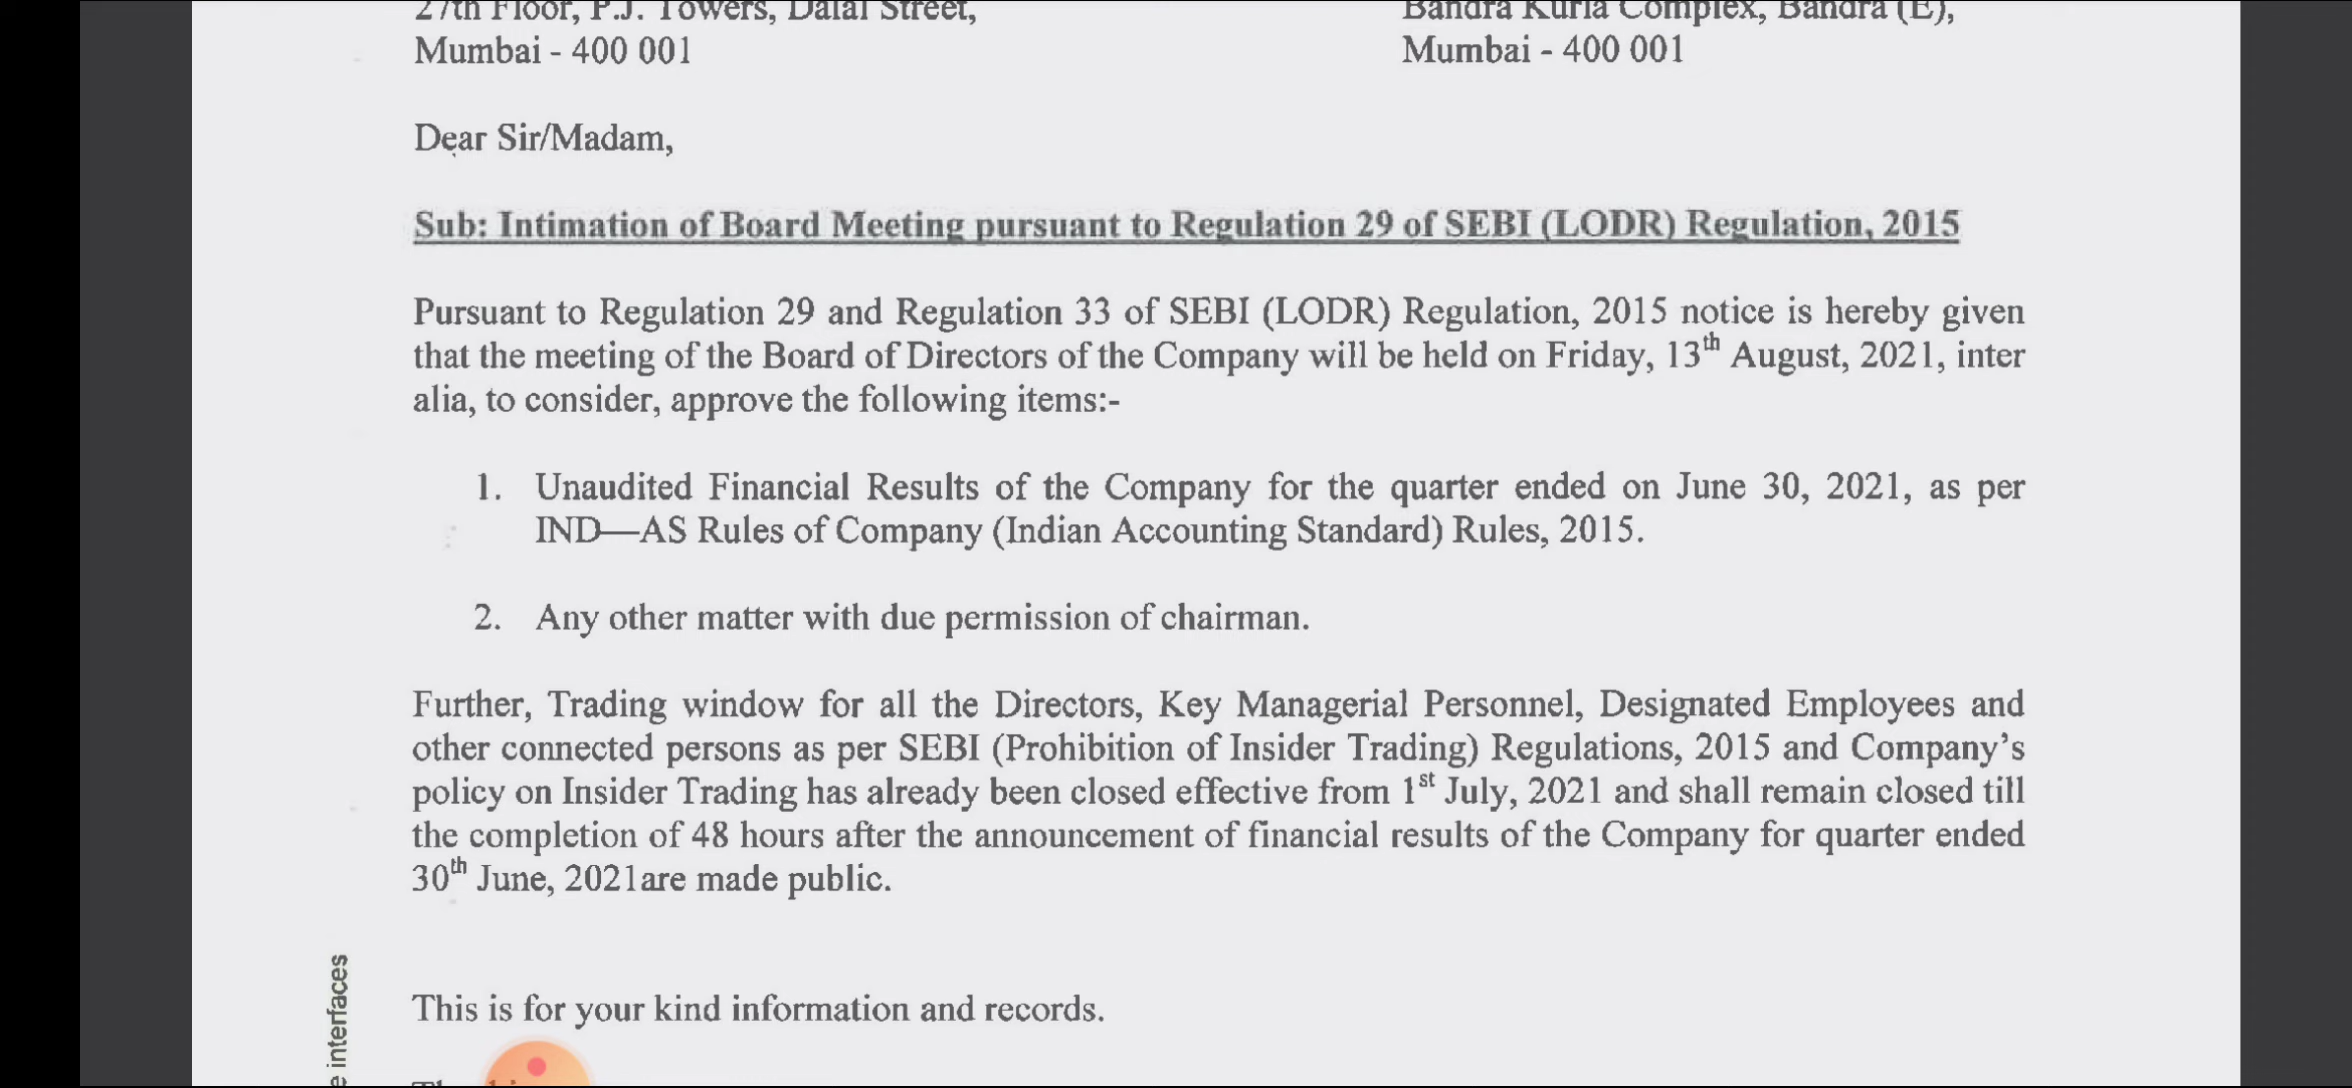 27th Floor, P.J. Towers, Dalal Street,
Mumbai - 400 001
Bandra Kurla Complex, Bandra (E),
Mumbai - 400 001
Dear Sir/Madam,
Sub: Intimation of Board Meeting pursuant to Regulation 29 of SEBI (LODR) Regulation, 2015
Pursuant to Regulation 29 and Regulation 33 of SEBI (LODR) Regulation, 2015 notice is hereby given
that the meeting of the Board of Directors of the Company will be held on Friday, 13th August, 2021, inter
alia, to consider, approve the following items:-
1. Unaudited Financial Results of the Company for the quarter ended on June 30, 2021, as per
IND—AS Rules of Company (Indian Accounting Standard) Rules, 2015.
2. Any other matter with due permission of chairman.
Further, Trading window for all the Directors, Key Managerial Personnel, Designated Employees and
other connected persons as per SEBI (Prohibition of Insider Trading) Regulations, 2015 and Company's
policy on Insider Trading has already been closed effective from 1st July, 2021 and shall remain closed till
the completion of 48 hours after the announcement of financial results of the Company for quarter ended
30th June, 2021are made public.
This is for your kind information and records.
e interfaces